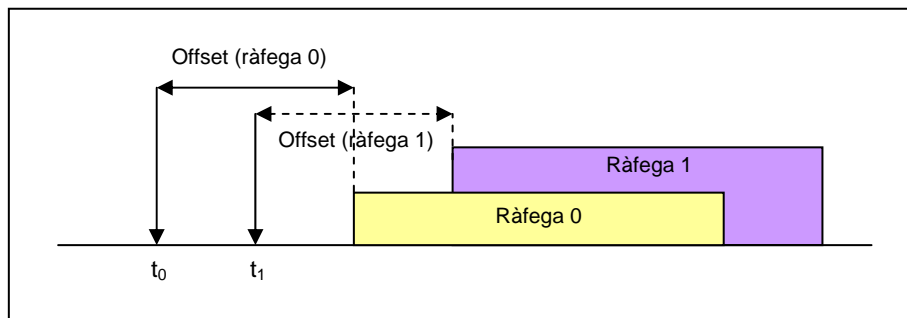 Offset (ràfega 0)
Offset (ràfega 1)
Ràfega 1
Ràfega 0
t₀
t₁